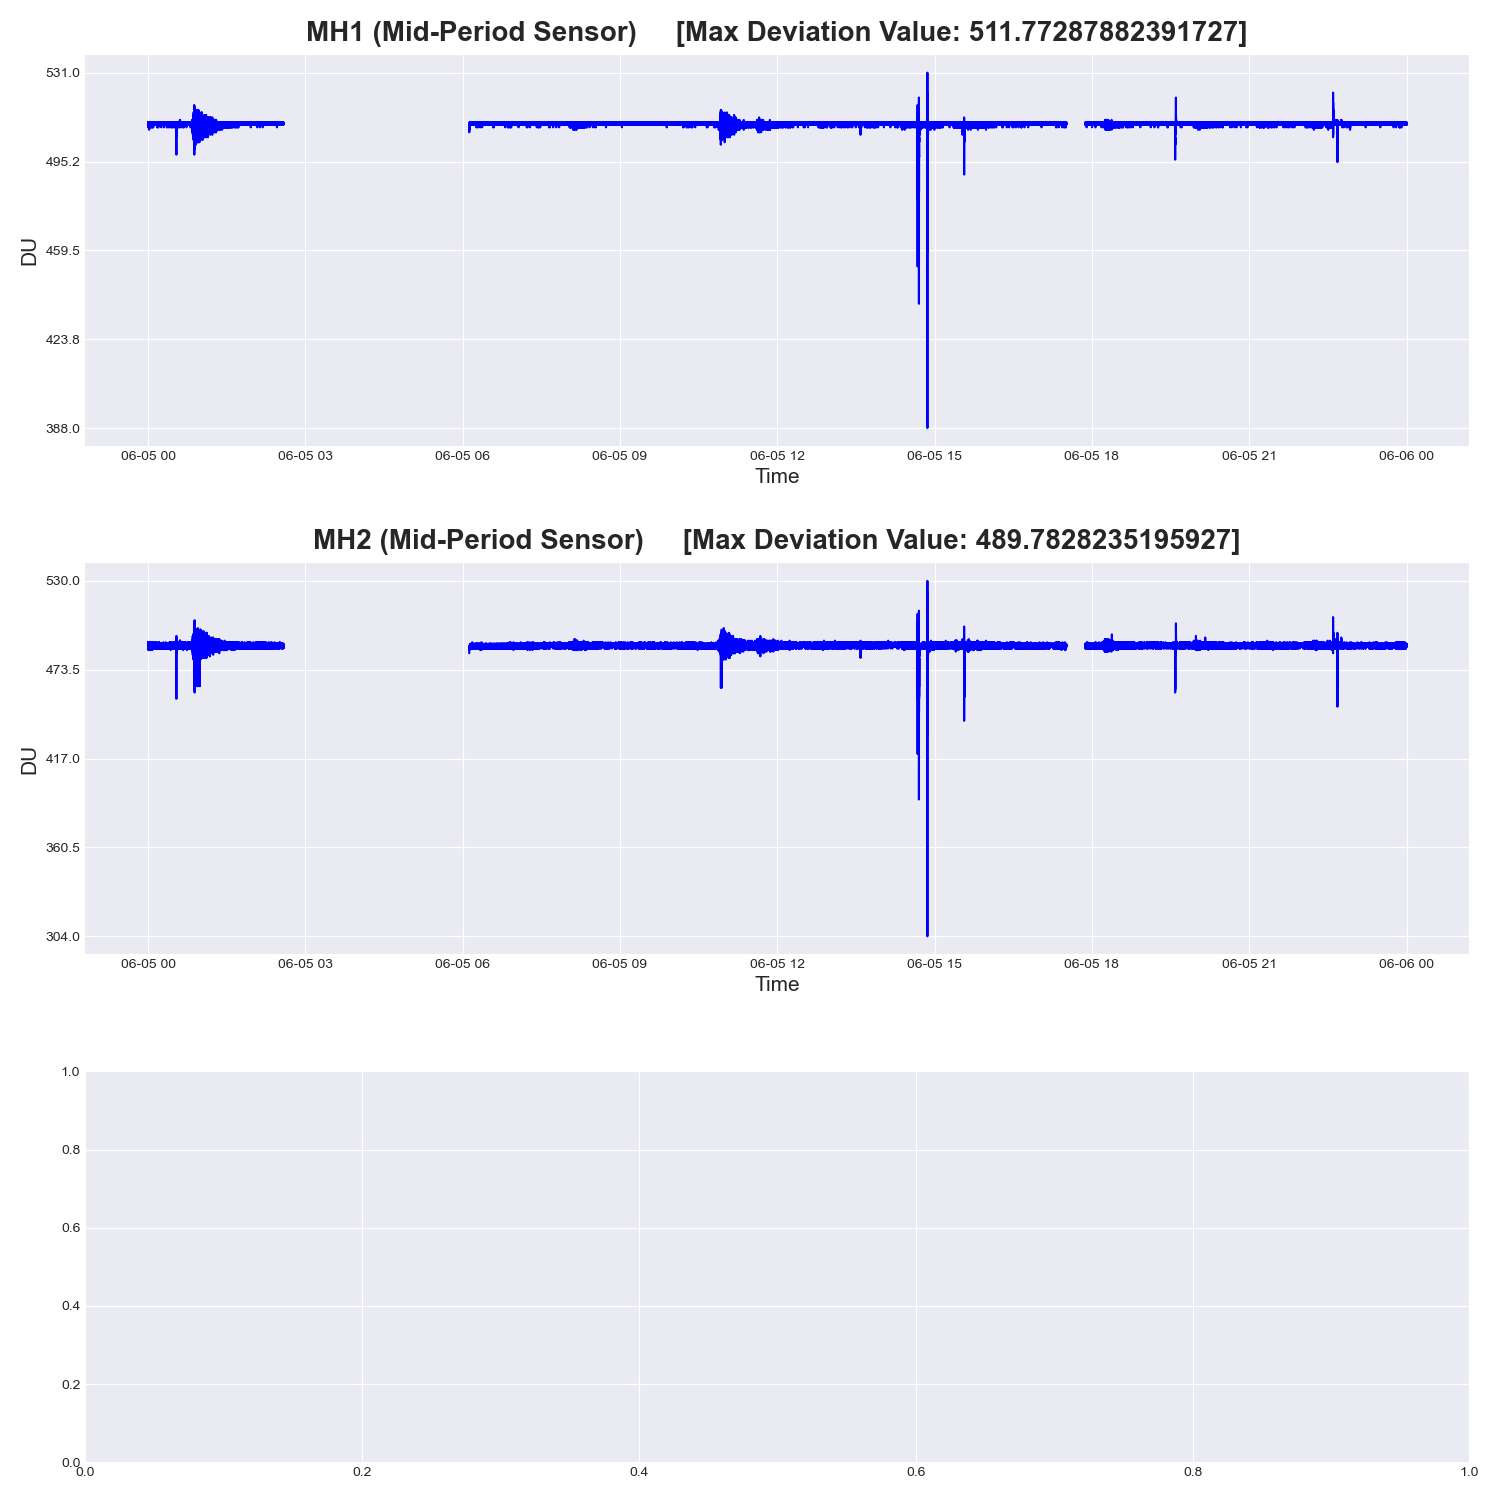 MH1 (Mid-Period Sensor) [Max Deviation Value: 511.77287882391727]
531.0
495.2
459.5
423.8
388.0
DU
06-05 00 06-05 03 06-05 06 06-05 09 06-05 12 06-05 15 06-05 18 06-05 21 06-06 00
Time
MH2 (Mid-Period Sensor) [Max Deviation Value: 489.7828235195927]
530.0
473.5
417.0
360.5
304.0
DU
06-05 00 06-05 03 06-05 06 06-05 09 06-05 12 06-05 15 06-05 18 06-05 21 06-06 00
Time
1.0
0.8
0.6
0.4
0.2
0.0
0.0 0.2 0.4 0.6 0.8 1.0